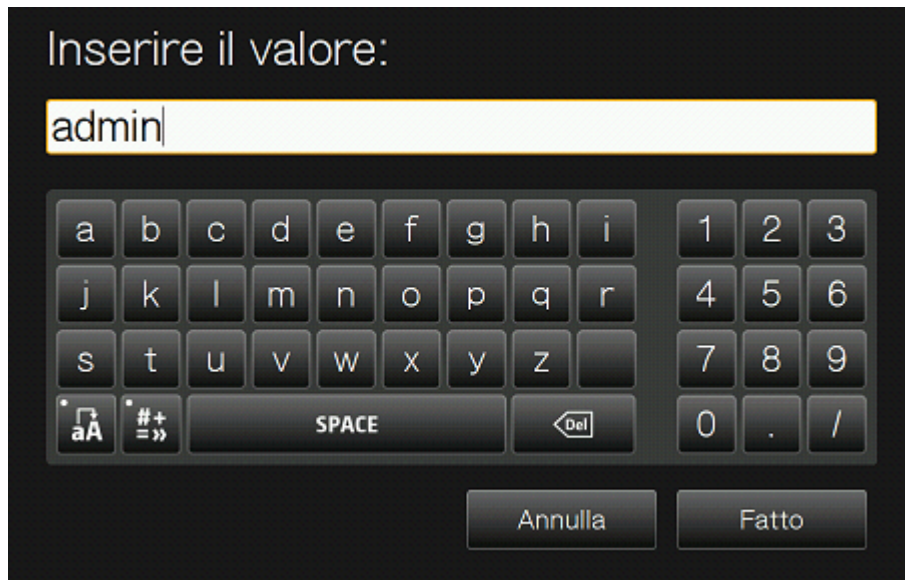 Inserire il valore:
admin
a b c d e f g h i 1 2 3
j k l m n o p q r 4 5 6
s t u v w x y z 7 8 9
aA #+=» SPACE Del 0 . /
Annulla Fatto